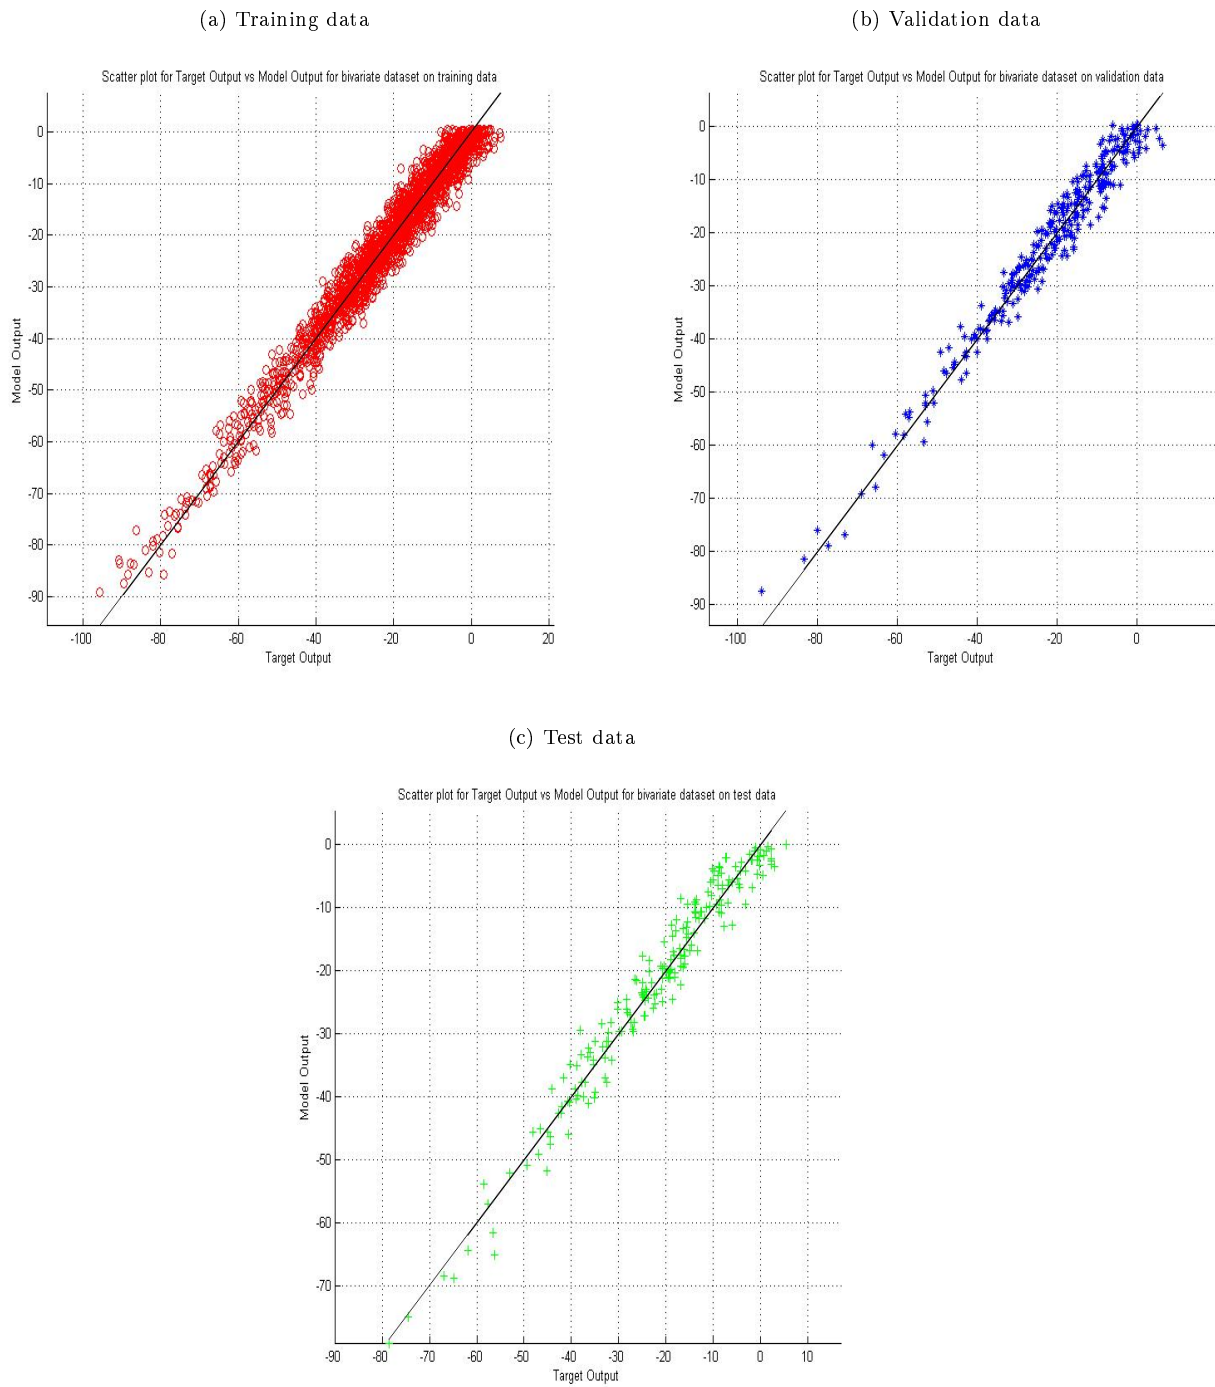 (a) Training data
(b) Validation data
Scatter plot for Target Output vs Model Output for bivariate dataset on training data
0
-10
-20
-30
-40
-50
-60
-70
-80
-90
Model Output
-100 -80 -60 -40 -20 0 20
Target Output
Scatter plot for Target Output vs Model Output for bivariate dataset on validation data
0
-10
-20
-30
-40
-50
-60
-70
-80
-90
Model Output
-100 -80 -60 -40 -20 0
Target Output
(c) Test data
Scatter plot for Target Output vs Model Output for bivariate dataset on test data
0
-10
-20
-30
-40
-50
-60
-70
Model Output
-90 -80 -70 -60 -50 -40 -30 -20 -10 0 10
Target Output